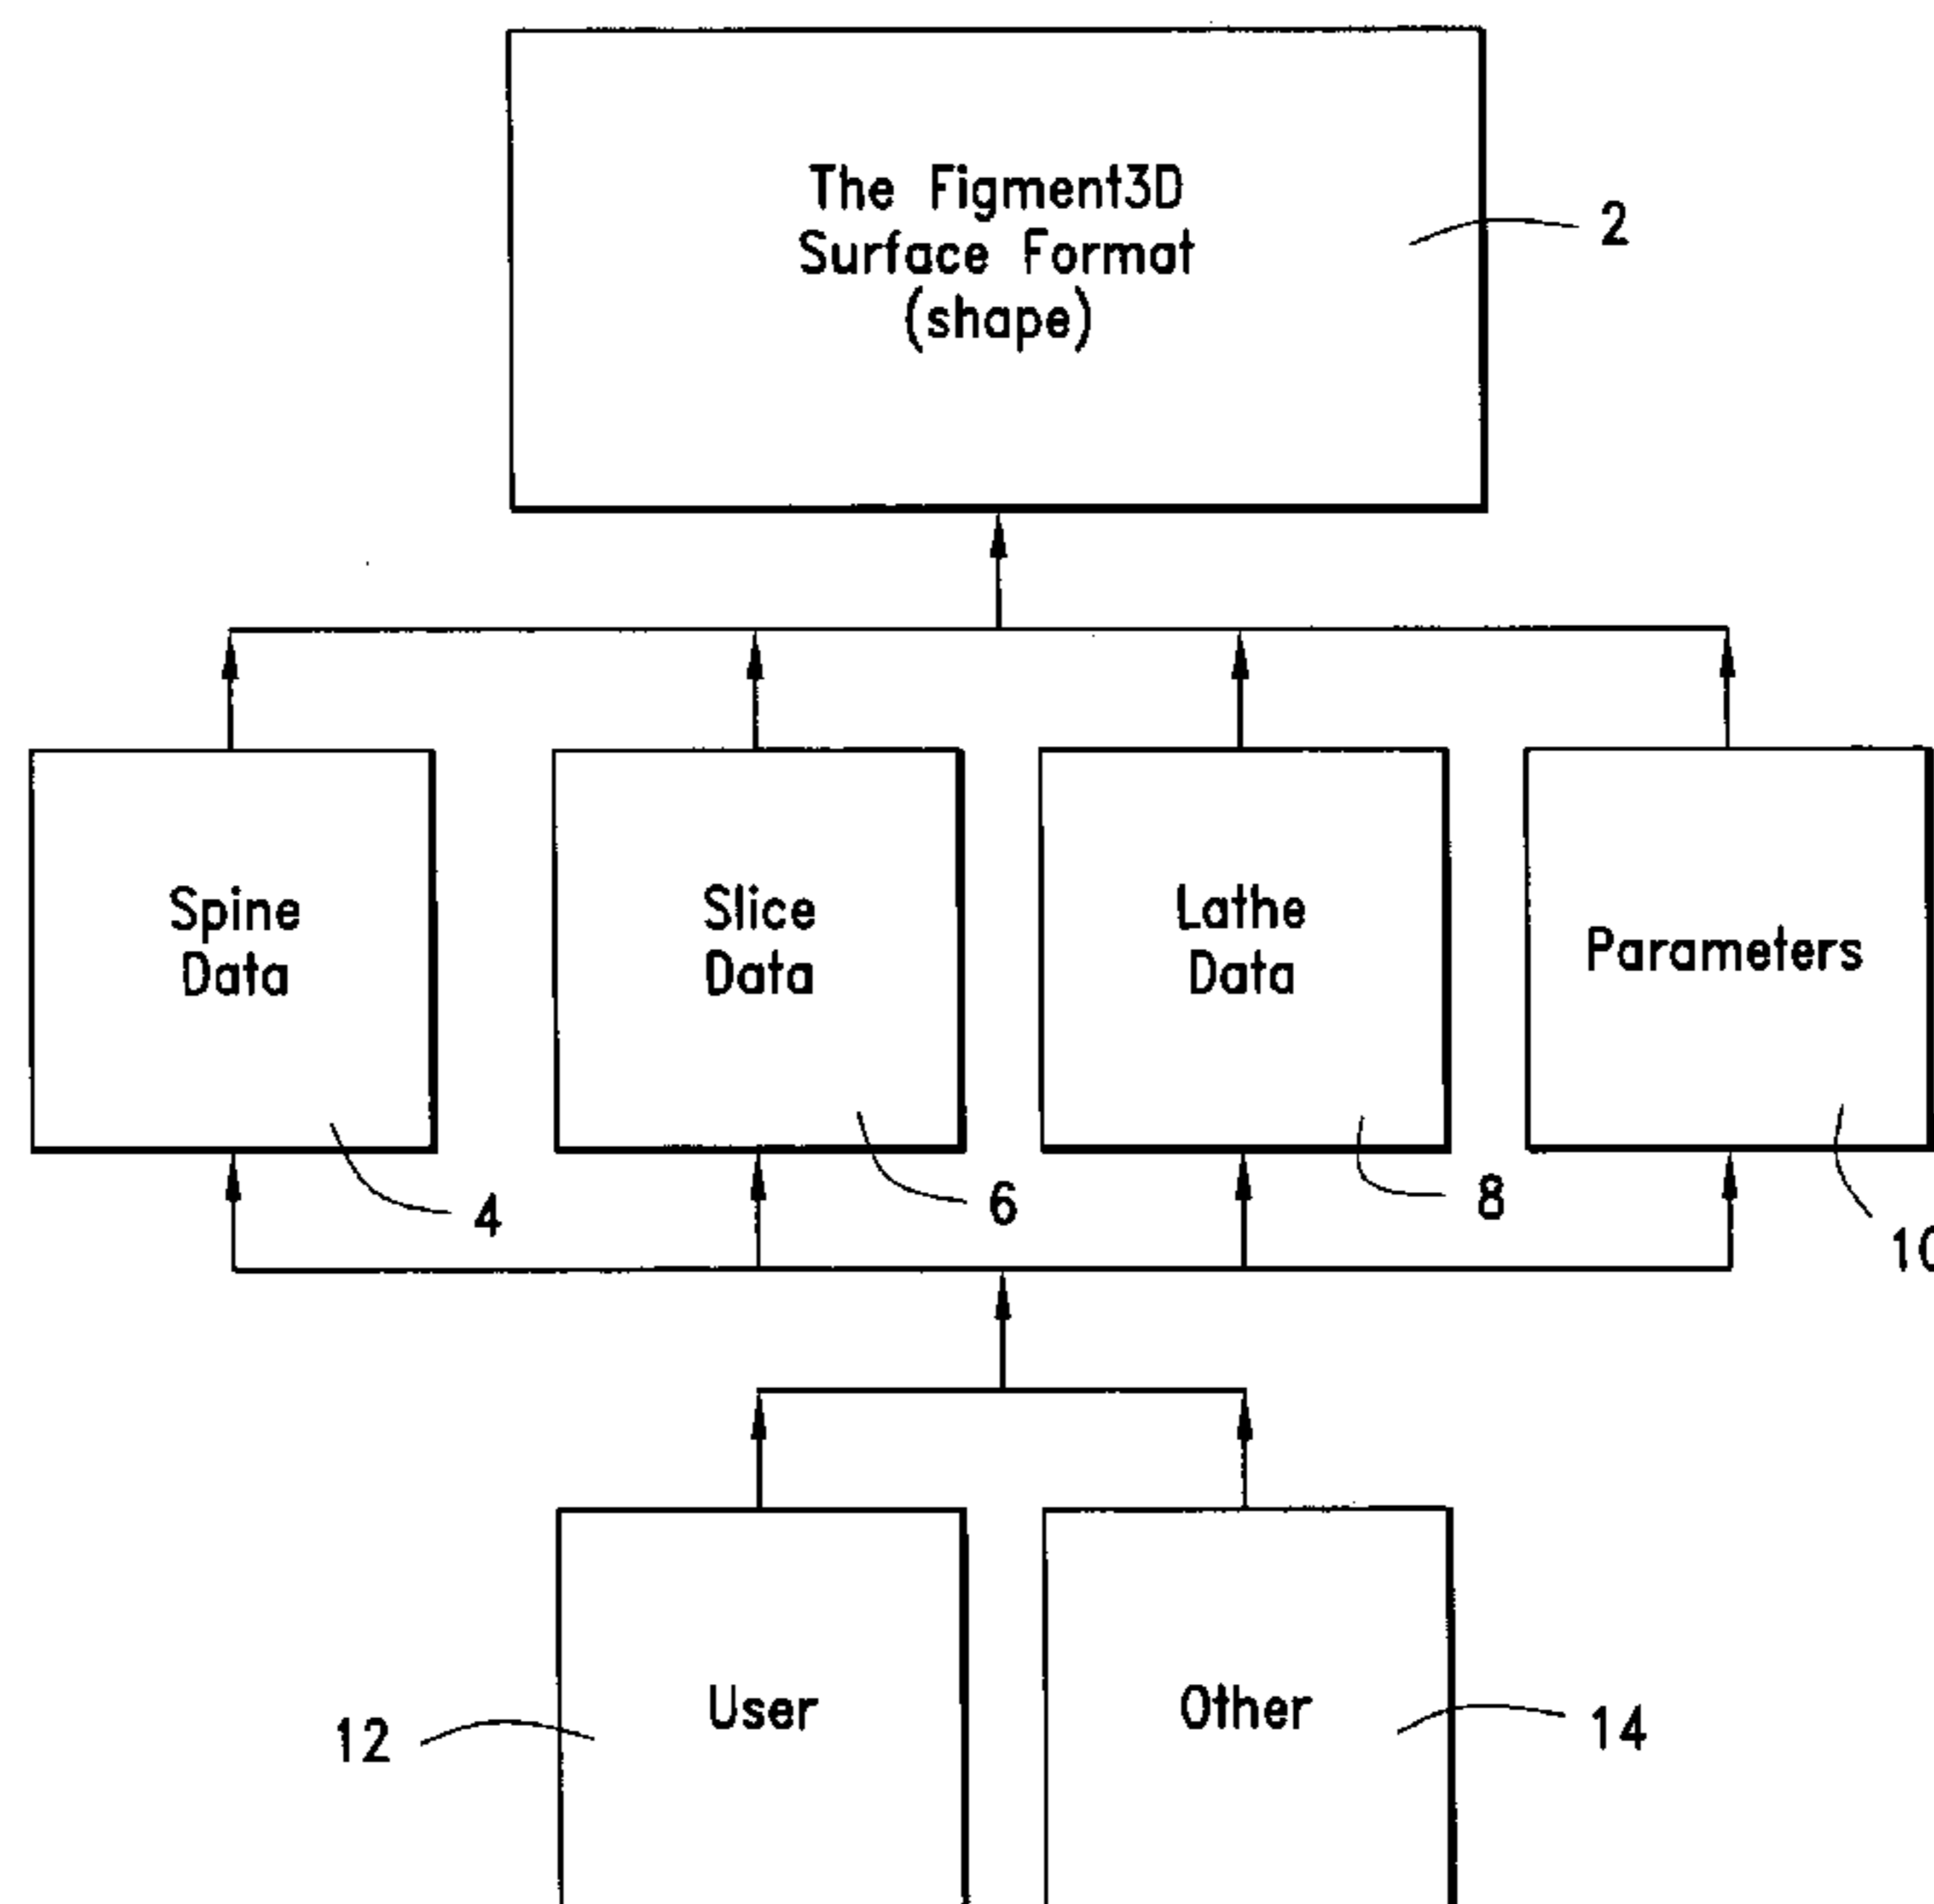 The Figment3D
Surface Format
(shape)
2
Spine
Data
Slice
Data
Lathe
Data
Parameters
4
6
8
10
User
Other
12
14